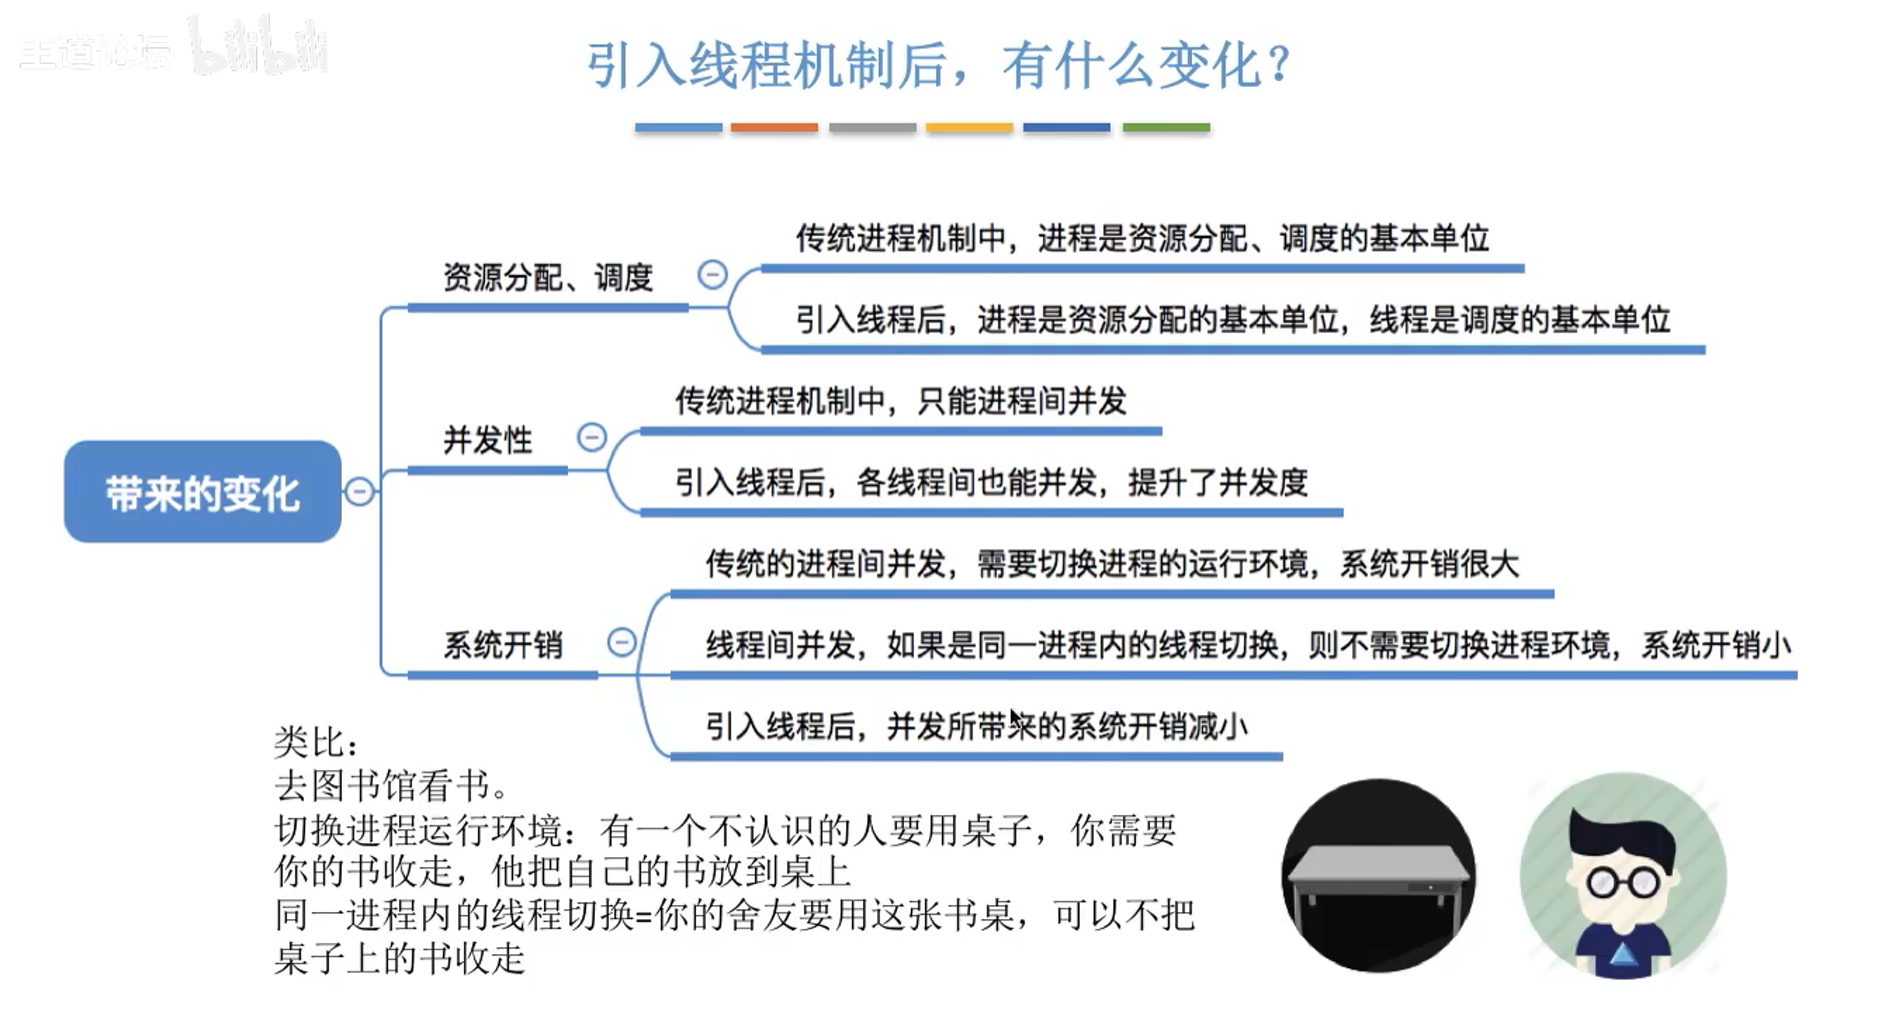 王道论坛 bilibili
引入线程机制后，有什么变化？
带来的变化
资源分配、调度
传统进程机制中，进程是资源分配、调度的基本单位
引入线程后，进程是资源分配的基本单位，线程是调度的基本单位
并发性
传统进程机制中，只能进程间并发
引入线程后，各线程间也能并发，提升了并发度
系统开销
传统的进程间并发，需要切换进程的运行环境，系统开销很大
线程间并发，如果是同一进程内的线程切换，则不需要切换进程环境，系统开销小
引入线程后，并发所带来的系统开销减小
类比：
去图书馆看书。
切换进程运行环境：有一个不认识的人要用桌子，你需要
你的书收走，他把自己的书放到桌上
同一进程内的线程切换=你的舍友要用这张书桌，可以不把
桌子上的书收走